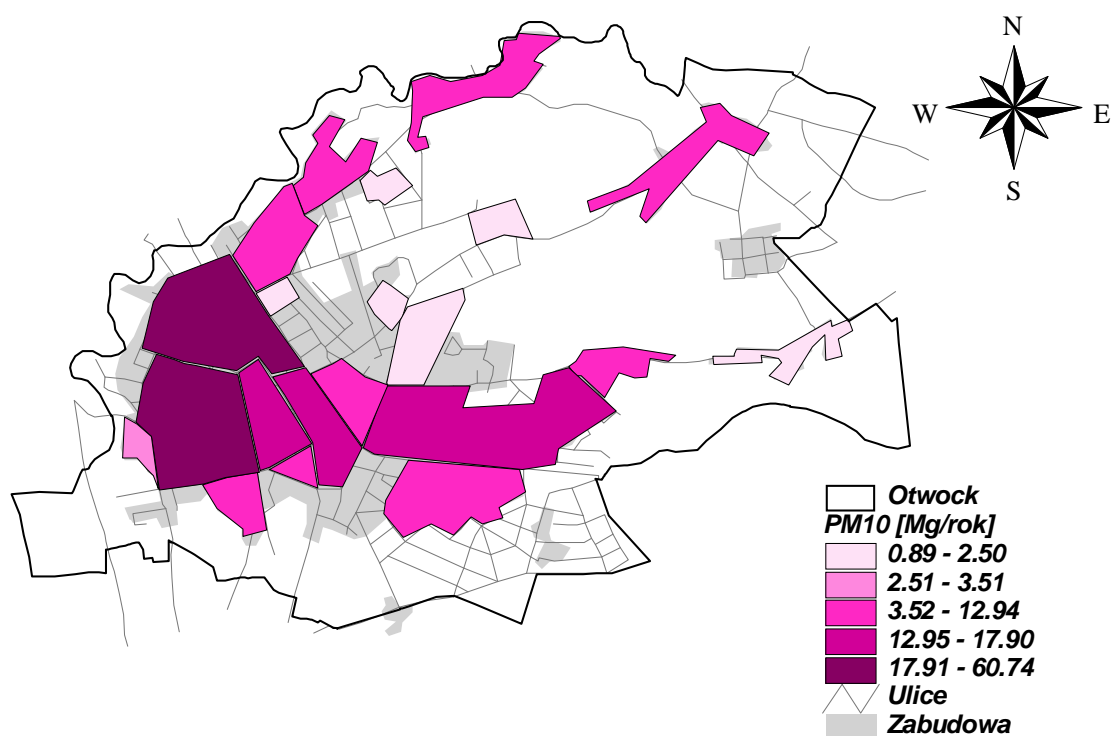 N
W E
S
Otwock
PM10 [Mg/rok]
0.89 - 2.50
2.51 - 3.51
3.52 - 12.94
12.95 - 17.90
17.91 - 60.74
Ulice
Zabudowa